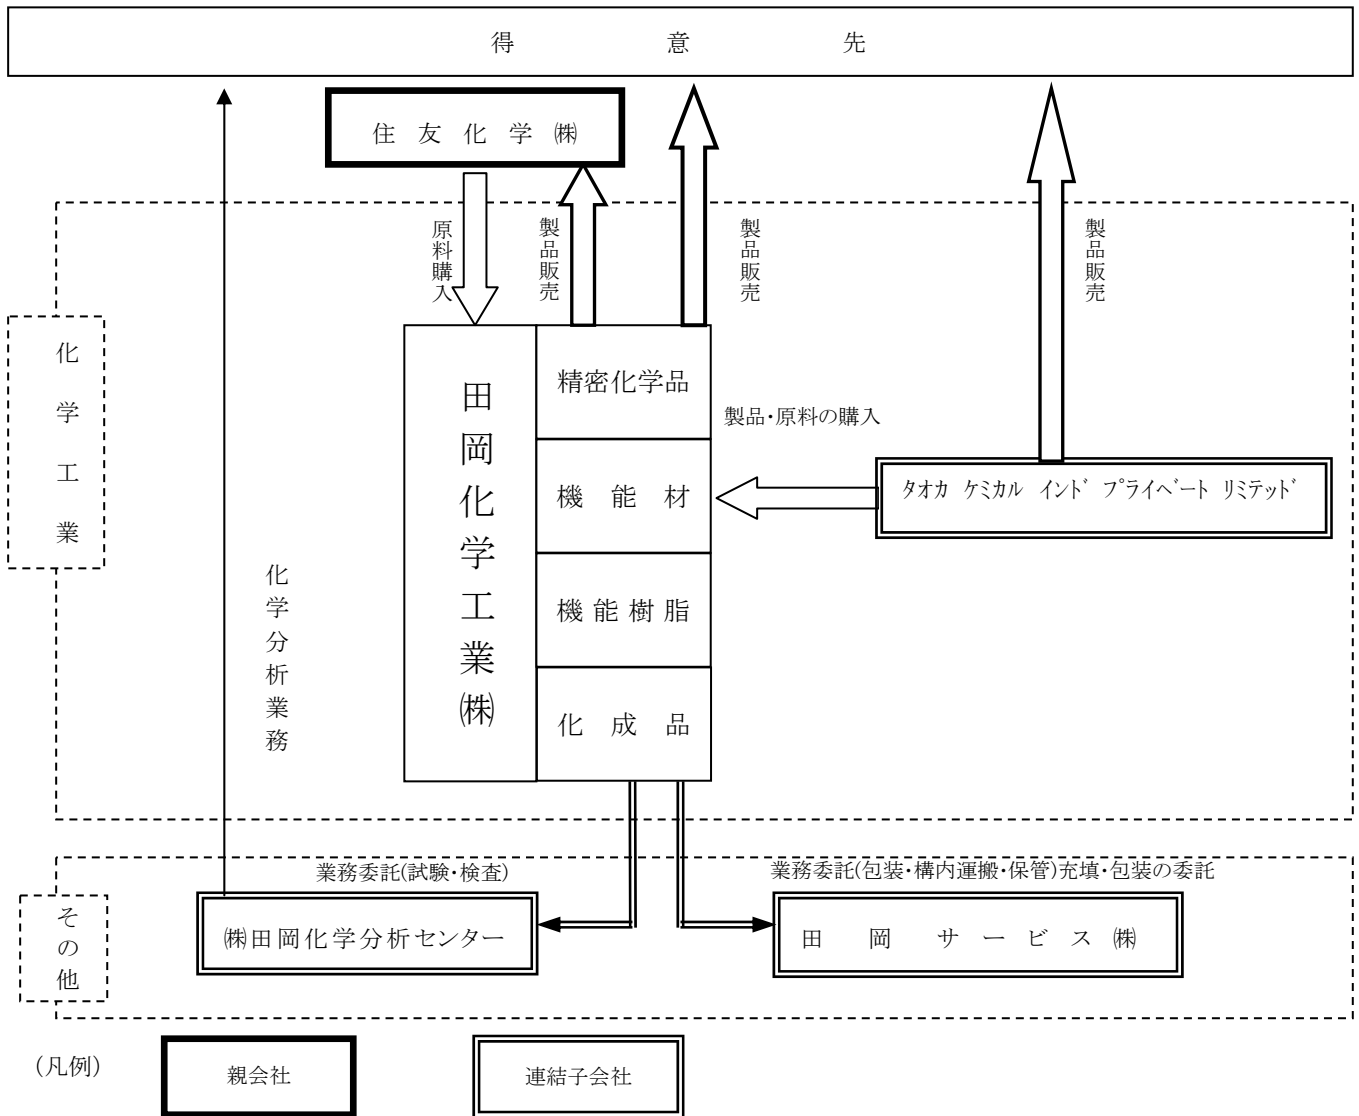 得意先
住友化学㈱
原料購入
製品販売
製品販売
製品販売
化学工業
田岡化学工業㈱
精密化学品
機能材
機能樹脂
化成品
製品・原料の購入
タオカ ケミカル インド プライベート リミテッド
化学分析業務
その他
業務委託(試験・検査)
㈱田岡化学分析センター
業務委託(包装・構内運搬・保管)充填・包装の委託
田岡サービス㈱
(凡例)
親会社
連結子会社